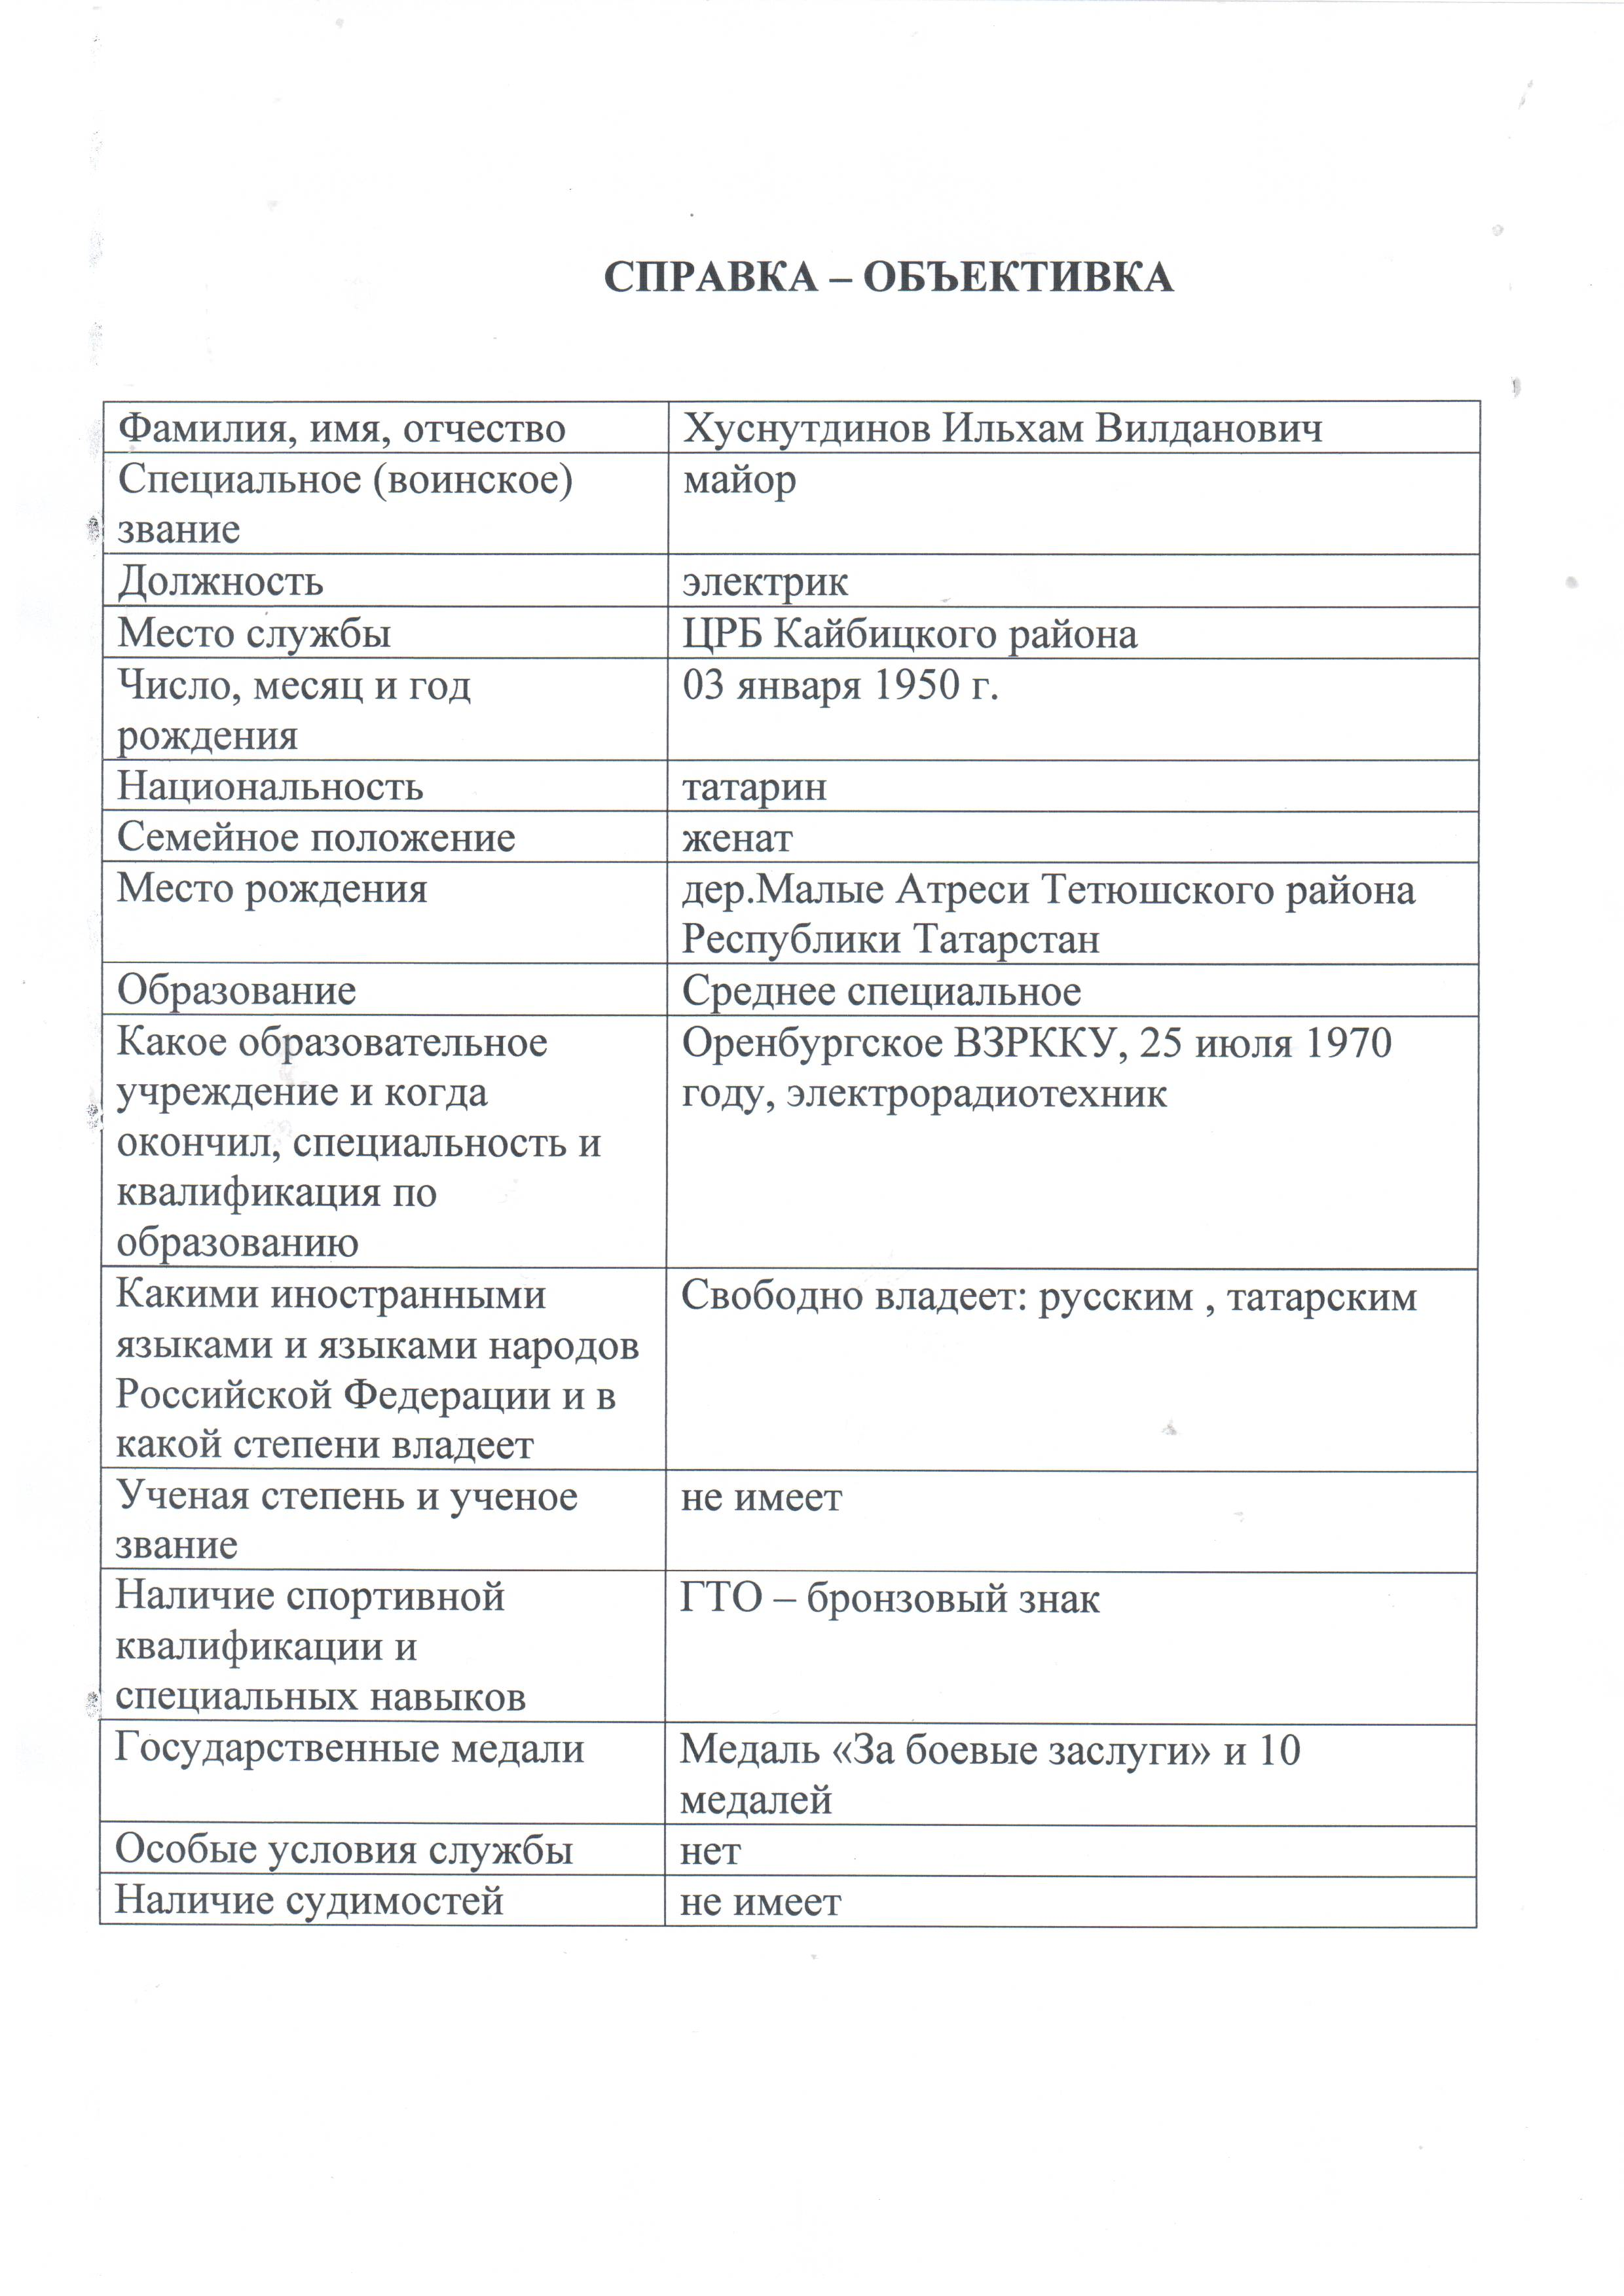 СПРАВКА – ОБЪЕКТИВКА
Фамилия, имя, отчество
Хуснутдинов Ильхам Вилданович
Специальное (воинское)
звание
майор
Должность
электрик
Место службы
ЦРБ Кайбицкого района
Число, месяц и год
рождения
03 января 1950 г.
Национальность
татарин
Семейное положение
женат
Место рождения
дер.Малые Атреси Тетюшского района
Республики Татарстан
Образование
Среднее специальное
Какое образовательное
учреждение и когда
окончил, специальность и
квалификация по
образованию
Оренбургское ВЗРККУ, 25 июля 1970
году, электрорадиотехник
Какими иностранными
языками и языками народов
Российской Федерации и в
какой степени владеет
Свободно владеет: русским , татарским
Ученая степень и ученое
звание
не имеет
Наличие спортивной
квалификации и
специальных навыков
ГТО – бронзовый знак
Государственные медали
Медаль «За боевые заслуги» и 10
медалей
Особые условия службы
нет
Наличие судимостей
не имеет